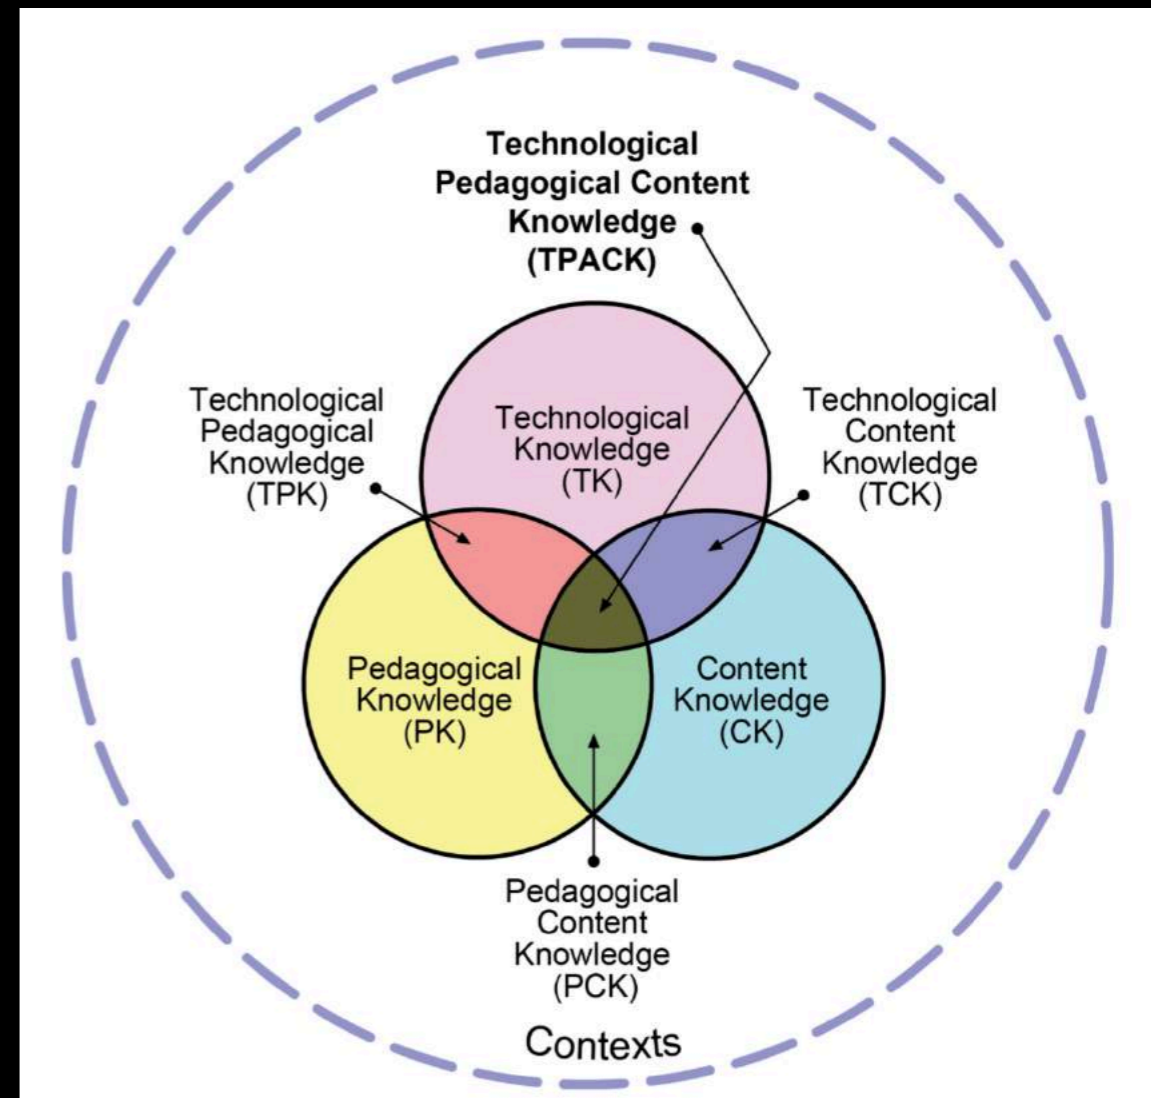 Technological
Pedagogical Content
Knowledge
(TPACK)
Technological
Pedagogical
Knowledge
(TPK)
Technological
Knowledge
(TK)
Technological
Content
Knowledge
(TCK)
Pedagogical
Knowledge
(PK)
Content
Knowledge
(CK)
Pedagogical
Content
Knowledge
(PCK)
Contexts